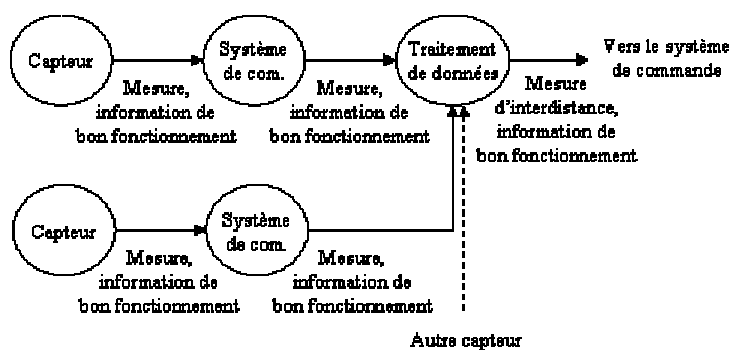 Capteur
Système
de com.
Traitement
de données
Vers le système
de commande
Mesure,
information de
bon fonctionnement
Mesure,
information de
bon fonctionnement
Mesure
d'interdistance,
information de
bon fonctionnement
Capteur
Système
de com.
Mesure,
information de
bon fonctionnement
Mesure,
information de
bon fonctionnement
Autre capteur